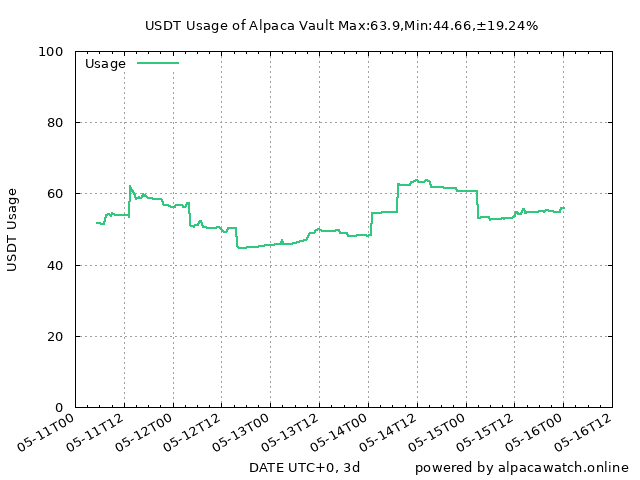 USDT Usage of Alpaca Vault Max:63.9,Min:44.66,±19.24%
Usage
100
80
60
40
20
0
USDT Usage
05-11T00
05-11T12
05-12T00
05-12T12
05-13T00
05-13T12
05-14T00
05-14T12
05-15T00
05-15T12
05-16T00
05-16T12
DATE UTC+0, 3d
powered by alpacawatch.online